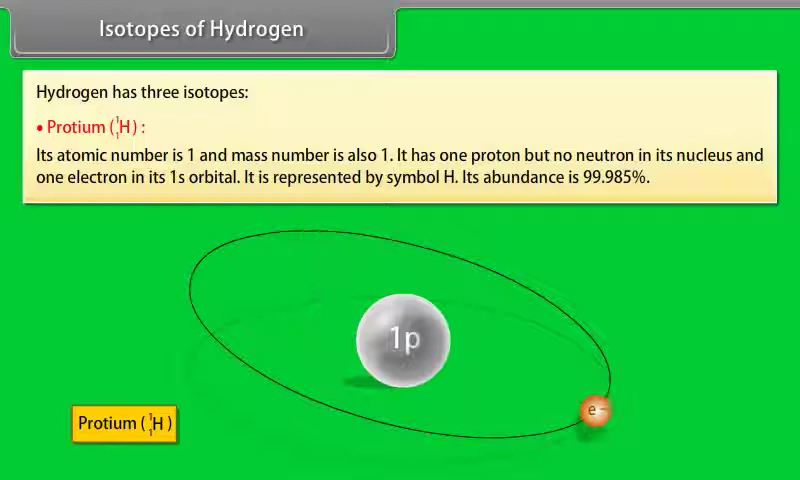 Isotopes of Hydrogen
Hydrogen has three isotopes:
• Protium (¹₁H) :
Its atomic number is 1 and mass number is also 1. It has one proton but no neutron in its nucleus and
one electron in its 1s orbital. It is represented by symbol H. Its abundance is 99.985%.
1p
e⁻
Protium (¹₁H)